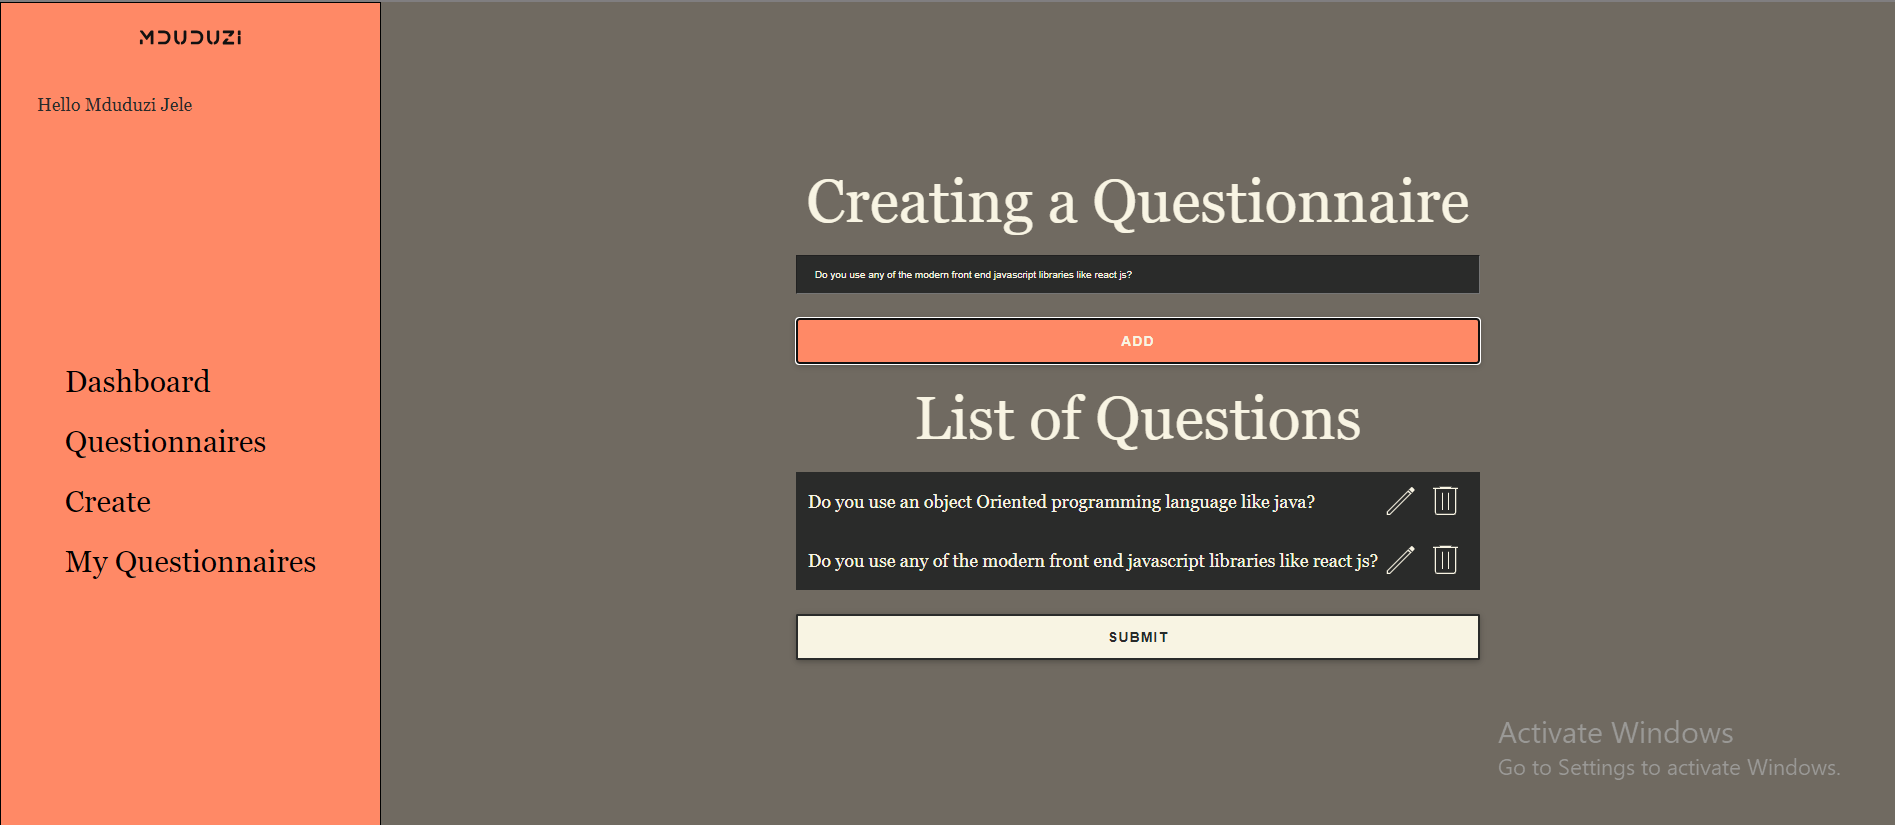 MDUDUZI
Hello Mduduzi Jele
Dashboard
Questionnaires
Create
My Questionnaires
Creating a Questionnaire
Do you use any of the modern front end javascript libraries like react js?
ADD
List of Questions
Do you use an object Oriented programming language like java?
Do you use any of the modern front end javascript libraries like react js?
SUBMIT
Activate Windows
Go to Settings to activate Windows.